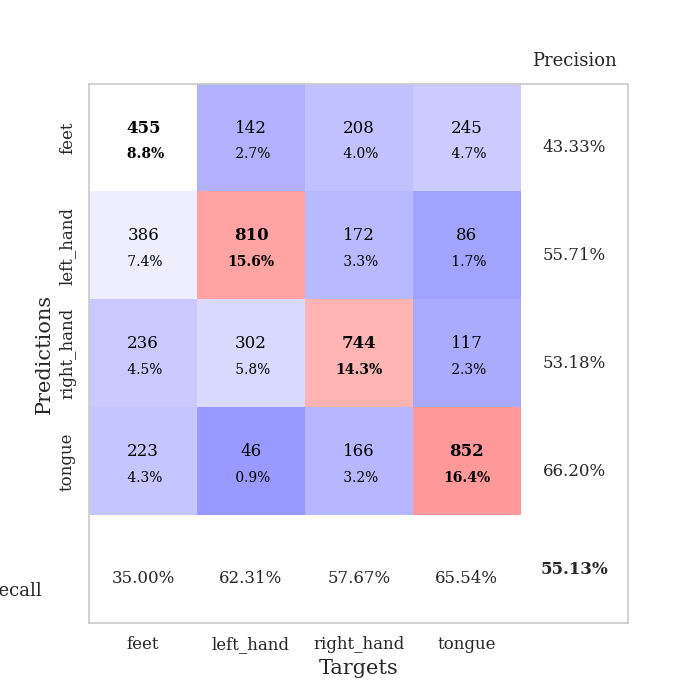 Precision
feet
455 142 208 245
8.8% 2.7% 4.0% 4.7%
43.33%
left_hand
386 810 172 86
7.4% 15.6% 3.3% 1.7%
55.71%
right_hand
236 302 744 117
4.5% 5.8% 14.3% 2.3%
53.18%
tongue
223 46 166 852
4.3% 0.9% 3.2% 16.4%
66.20%
Predictions
ecall
35.00% 62.31% 57.67% 65.54%
55.13%
feet left_hand right_hand tongue
Targets